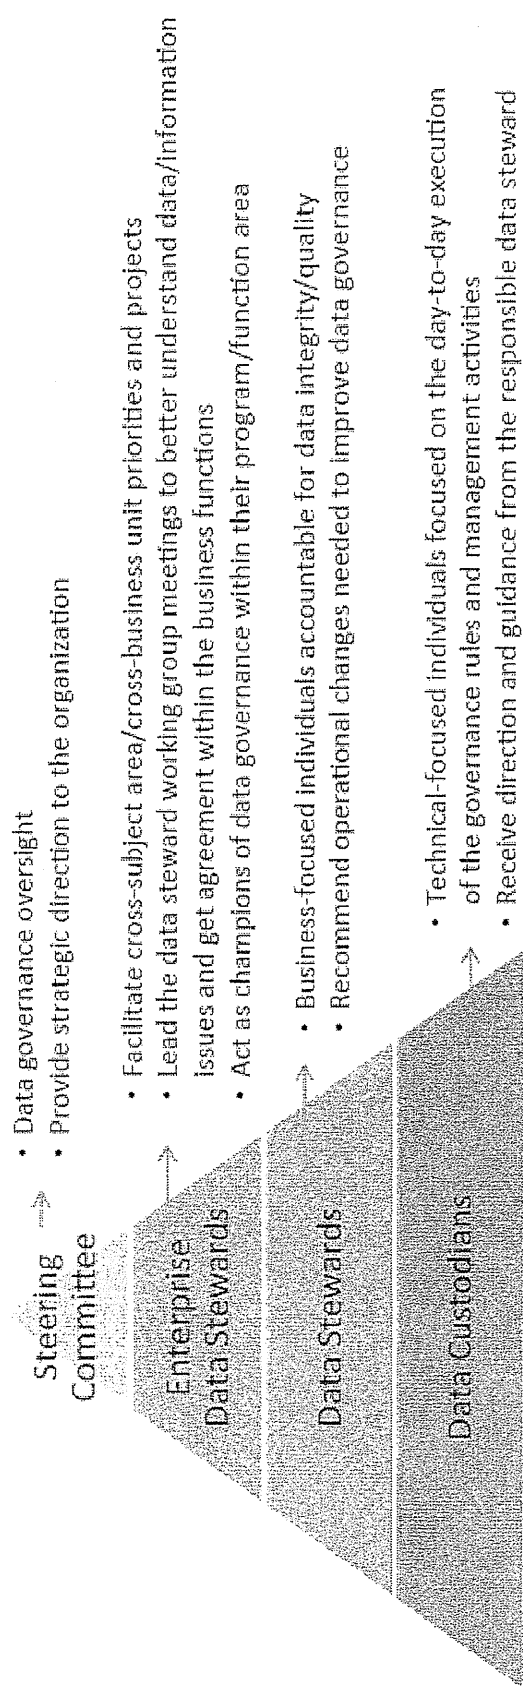 Steering
Committee
• Data governance oversight
• Provide strategic direction to the organization
Enterprise
Data Stewards
• Facilitate cross-subject area/cross-business unit priorities and projects
• Lead the data steward working group meetings to better understand data/information
issues and get agreement within the business functions
• Act as champions of data governance within their program/function area
Data Stewards
• Business-focused individuals accountable for data integrity/quality
• Recommend operational changes needed to improve data governance
Data Custodians
• Technical-focused individuals focused on the day-to-day execution
of the governance rules and management activities
• Receive direction and guidance from the responsible data steward